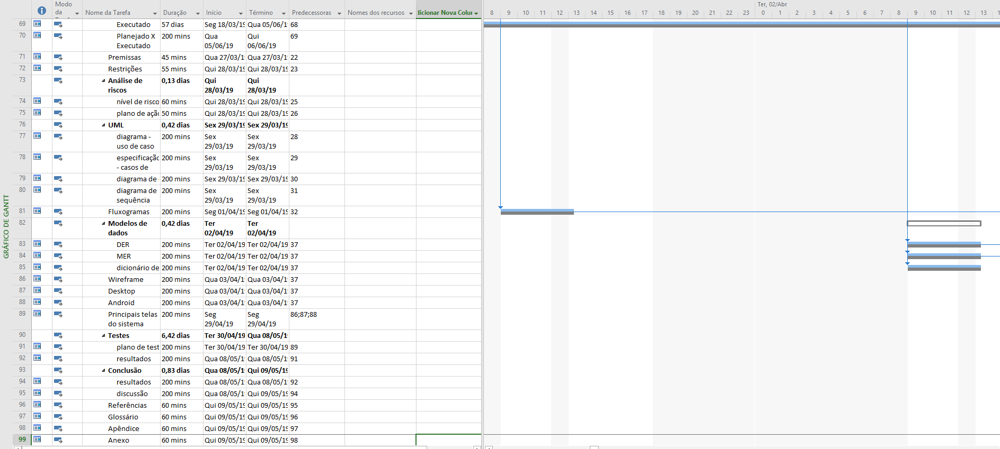 Modo
da
Nome da Tarefa Duração Início Término Predecessoras Nomes dos recursos dicionar Nova Colu
Ter, 02/Abr
8 9 10 11 12 13 14 15 16 17 18 19 20 21 22 23 0 1 2 3 4 5 6 7 8 9 10 11 12 13 1
69 Executado 57 dias Seg 18/03/19 Qua 05/06/1 68
70 Planejado X 200 mins Qua Qui 69
Executado 05/06/19 06/06/19
71 Premissas 45 mins Qua 27/03/1 Qua 27/03/1 22
72 Restrições 55 mins Qui 28/03/19 Qui 28/03/19 23
73 Análise de 0,13 dias Qui Qui
riscos 28/03/19 28/03/19
74 nível de risco 60 mins Qui 28/03/19 Qui 28/03/19 25
75 plano de açã 50 mins Qui 28/03/19 Qui 28/03/19 26
76 UML 0,42 dias Sex 29/03/19 Sex 29/03/19
77 diagrama - 200 mins Sex Sex 28
uso de caso 29/03/19 29/03/19
78 especificaçã 200 mins Sex Sex 29
- casos de 29/03/19 29/03/19
79 diagrama de 200 mins Sex 29/03/19 Sex 29/03/19 30
80 diagrama de 200 mins Sex Sex 31
sequência 29/03/19 29/03/19
81 Fluxogramas 200 mins Seg 01/04/19 Seg 01/04/19 32
82 Modelos de 0,42 dias Ter Ter
dados 02/04/19 02/04/19
83 DER 200 mins Ter 02/04/19 Ter 02/04/19 37
84 MER 200 mins Ter 02/04/19 Ter 02/04/19 37
85 dicionário de 200 mins Ter 02/04/19 Ter 02/04/19 37
86 Wireframe 200 mins Qua 03/04/1 Qua 03/04/1 37
87 Desktop 200 mins Qua 03/04/1 Qua 03/04/1 37
88 Android 200 mins Qua 03/04/1 Qua 03/04/1 37
89 Principais telas 200 mins Seg Seg 86;87;88
do sistema 29/04/19 29/04/19
90 Testes 6,42 dias Ter 30/04/19 Qua 08/05/1
91 plano de test 200 mins Ter 30/04/19 Ter 30/04/19 89
92 resultados 200 mins Qua 08/05/1 Qua 08/05/1 91
93 Conclusão 0,83 dias Qua 08/05/1 Qui 09/05/19
94 resultados 200 mins Qua 08/05/1 Qua 08/05/1 92
95 discussão 200 mins Qua 08/05/1 Qui 09/05/19 94
96 Referências 60 mins Qui 09/05/19 Qui 09/05/19 95
97 Glossário 60 mins Qui 09/05/19 Qui 09/05/19 96
98 Apêndice 60 mins Qui 09/05/19 Qui 09/05/19 97
99 Anexo 60 mins Qui 09/05/19 Qui 09/05/19 98
GRÁFICO DE GANTT